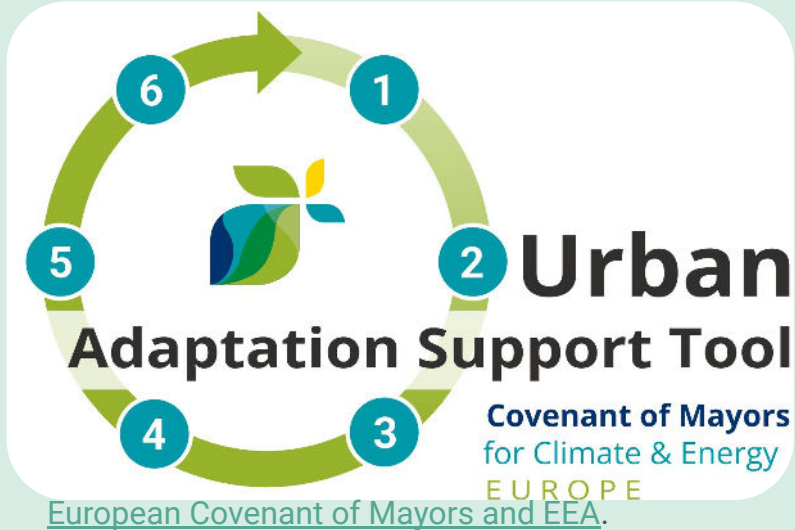 6
1
5
2
Urban
Adaptation Support Tool
4
3
Covenant of Mayors
for Climate & Energy
EUROPE
European Covenant of Mayors and EEA.